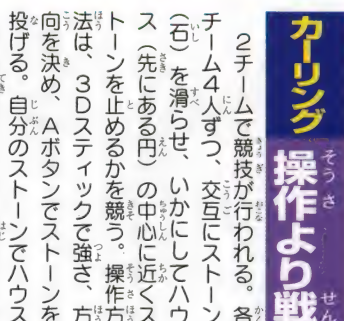 カーリング
操作より戦
2チームで競技が行われる。各
チーム4人ずつ、交互にストーン
(石)を滑らせ、いかにしてハウ
ス(先にある円)の中心に近くス
トーンを止めるかを競う。操作方
法は、3Dスティックで強さ、方
向を決め、Aボタンでストーンを
投げる。自分のストーンでハウス